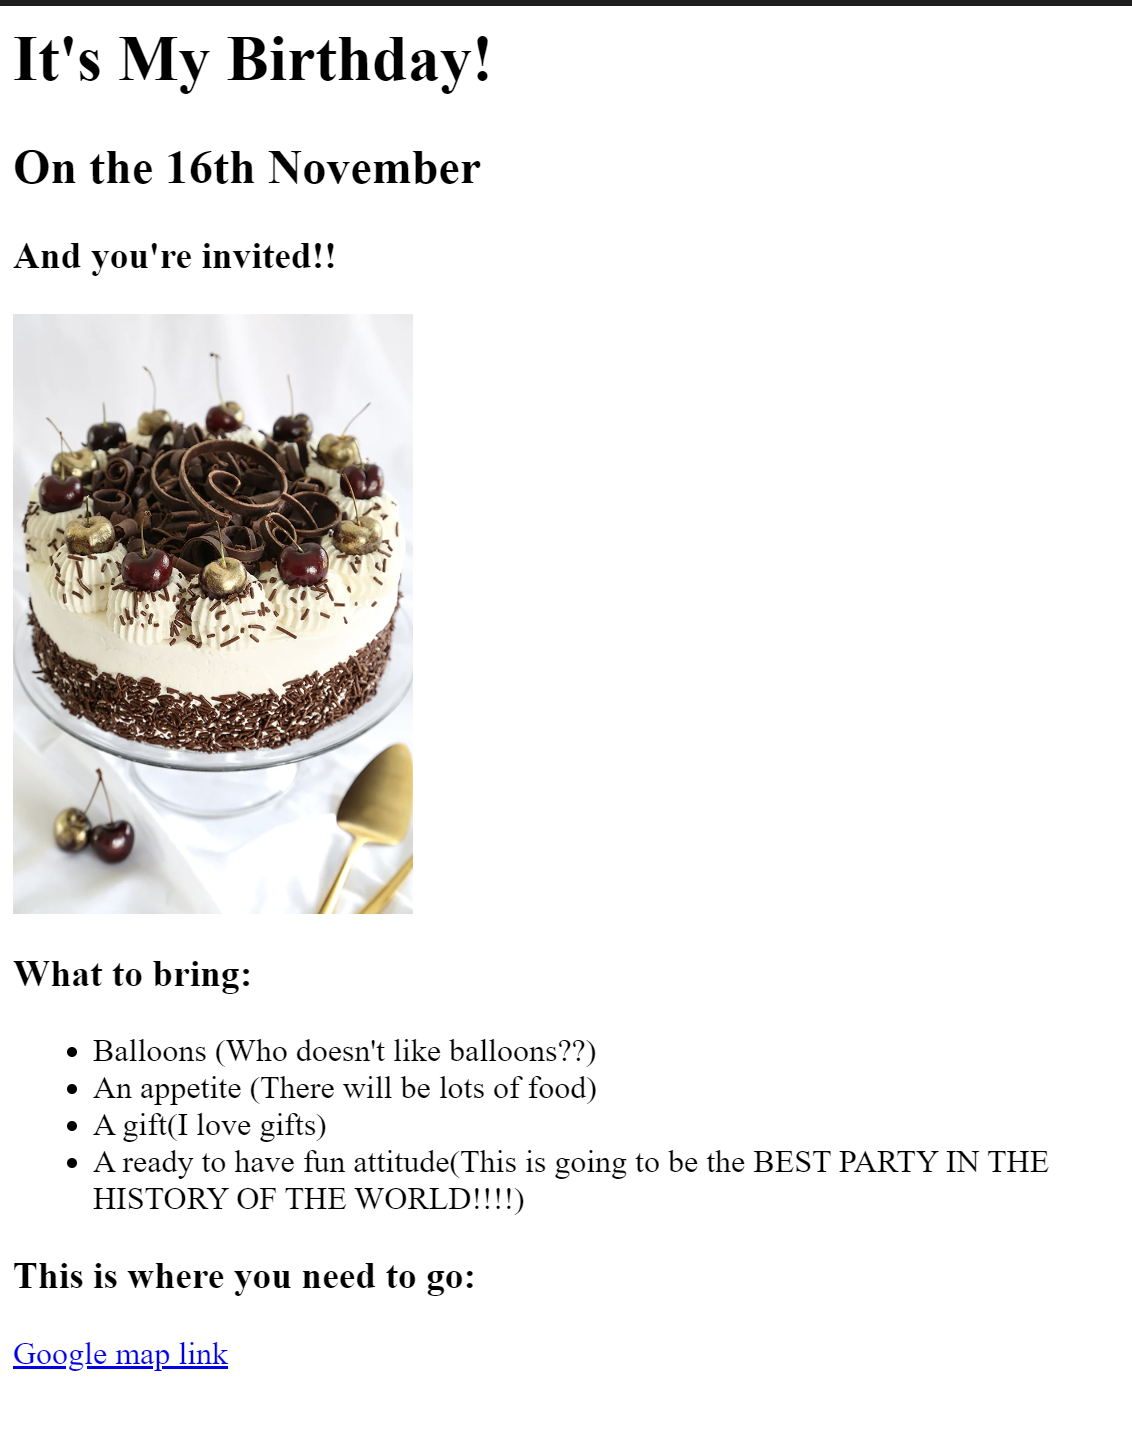 It's My Birthday!
On the 16th November
And you're invited!!
What to bring:
Balloons (Who doesn't like balloons??)
An appetite (There will be lots of food)
A gift(I love gifts)
A ready to have fun attitude(This is going to be the BEST PARTY IN THE
HISTORY OF THE WORLD!!!!)
This is where you need to go:
Google map link